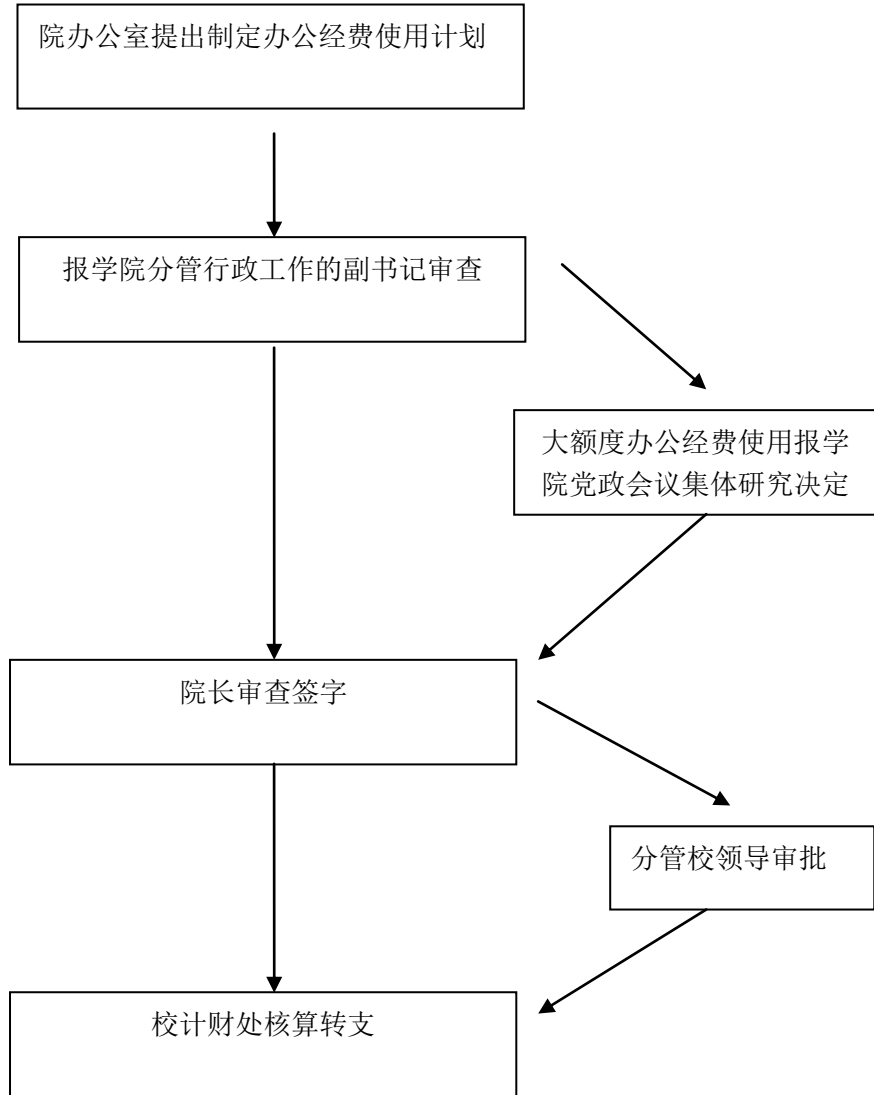 院办公室提出制定办公经费使用计划
报学院分管行政工作的副书记审查
大额度办公经费使用报学
院党政会议集体研究决定
院长审查签字
分管校领导审批
校计财处核算转支